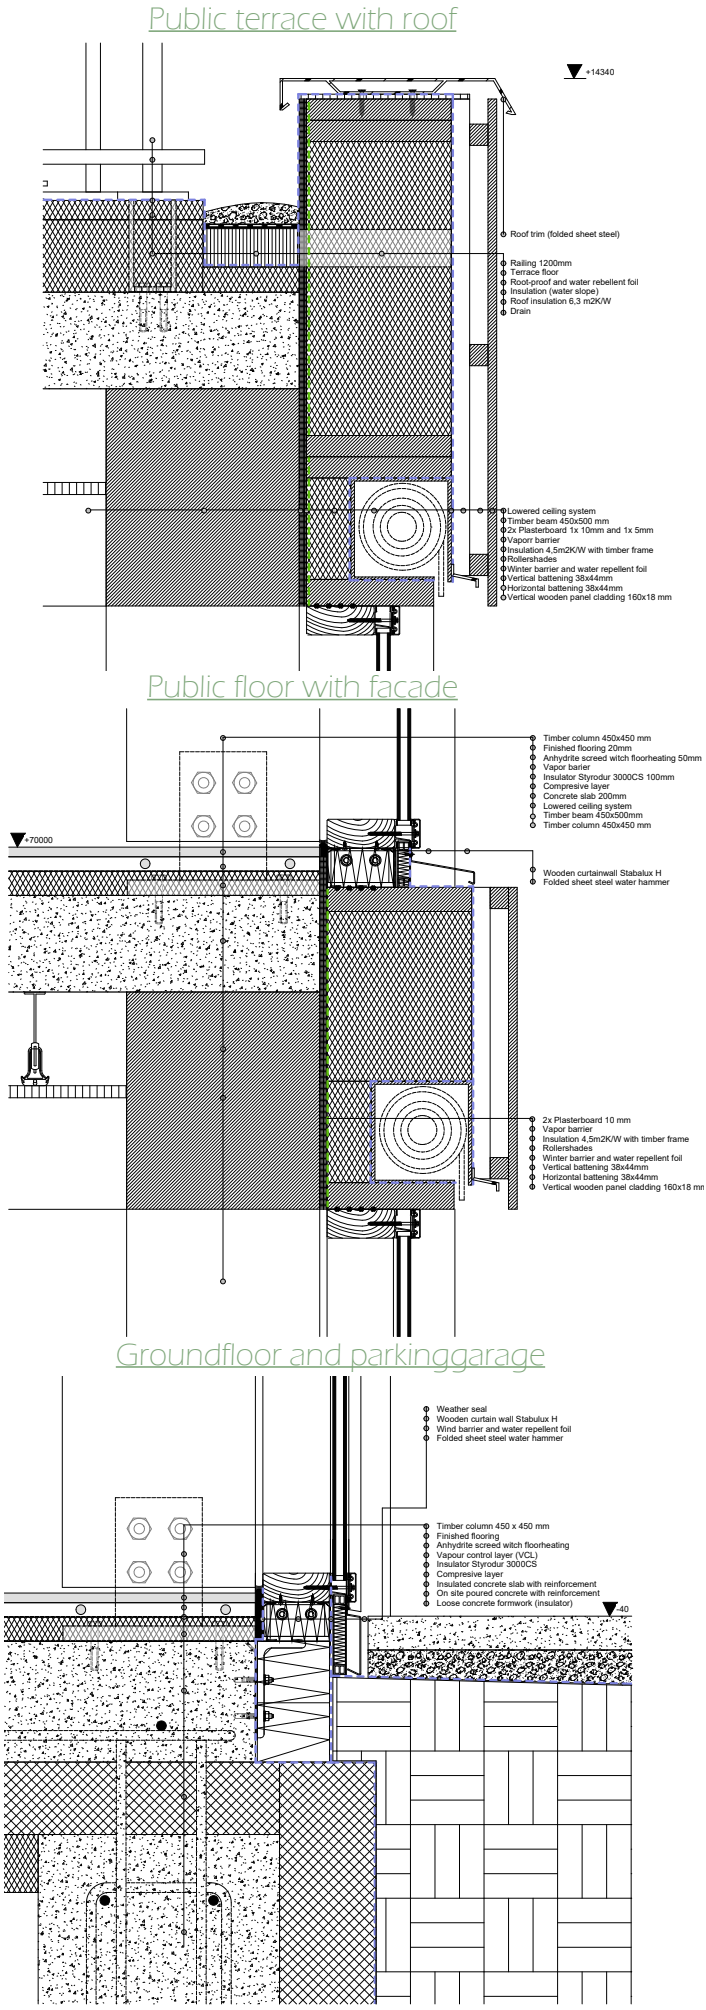 Public terrace with roof
+14340
Roof trim (folded sheet steel)
Railing 1200mm
Terrace floor
Root-proof and water rebellent foil
Insulation (water slope)
Roof insulation 6,3 m2K/W
Drain
Lowered ceiling system
Timber beam 450x500 mm
2x Plasterboard 1x 10mm and 1x 5mm
Vaporr barrier
Insulation 4,5m2K/W with timber frame
Rollershades
Winter barrier and water repellent foil
Vertical battening 38x44mm
Horizontal battening 38x44mm
Vertical wooden panel cladding 160x18 mm
Public floor with facade
Timber column 450x450 mm
Finished flooring 20mm
Anhydrite screed witch floorheating 50mm
Vapor barier
Insulator Styrodur 3000CS 100mm
Compresive layer
Concrete slab 200mm
Lowered ceiling system
Timber beam 450x500mm
Timber column 450x450 mm
+70000
Wooden curtainwall Stabalux H
Folded sheet steel water hammer
2x Plasterboard 10 mm
Vapor barrier
Insulation 4,5m2K/W with timber frame
Rollershades
Winter barrier and water repellent foil
Vertical battening 38x44mm
Horizontal battening 38x44mm
Vertical wooden panel cladding 160x18 mm
Groundfloor and parkinggarage
Weather seal
Wooden curtain wall Stabulux H
Wind barrier and water repellent foil
Folded sheet steel water hammer
Timber column 450 x 450 mm
Finished flooring
Anhydrite screed witch floorheating
Vapour control layer (VCL)
Insulator Styrodur 3000CS
Compresive layer
Insulated concrete slab with reinforcement
On site poured concrete with reinforcement
Loose concrete formwork (insulator)
-40